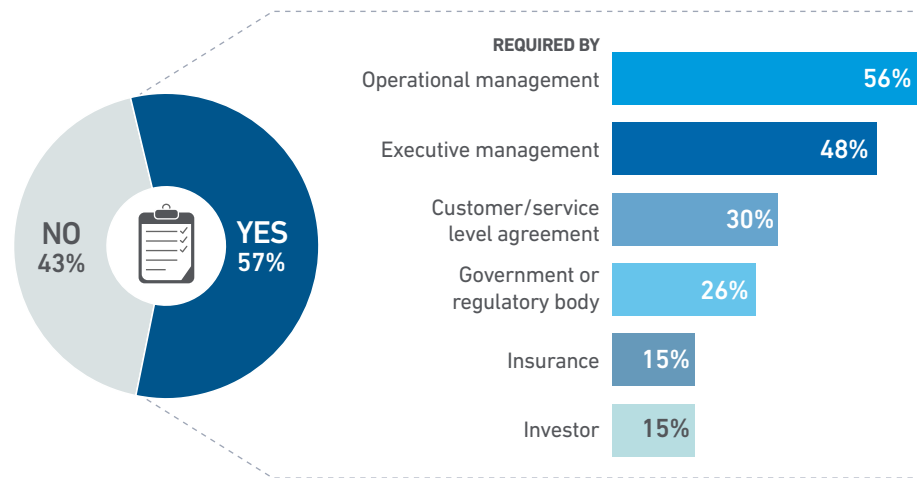 NO
43%
YES
57%
REQUIRED BY
Operational management
56%
Executive management
48%
Customer/service
level agreement
30%
Government or
regulatory body
26%
Insurance
15%
Investor
15%